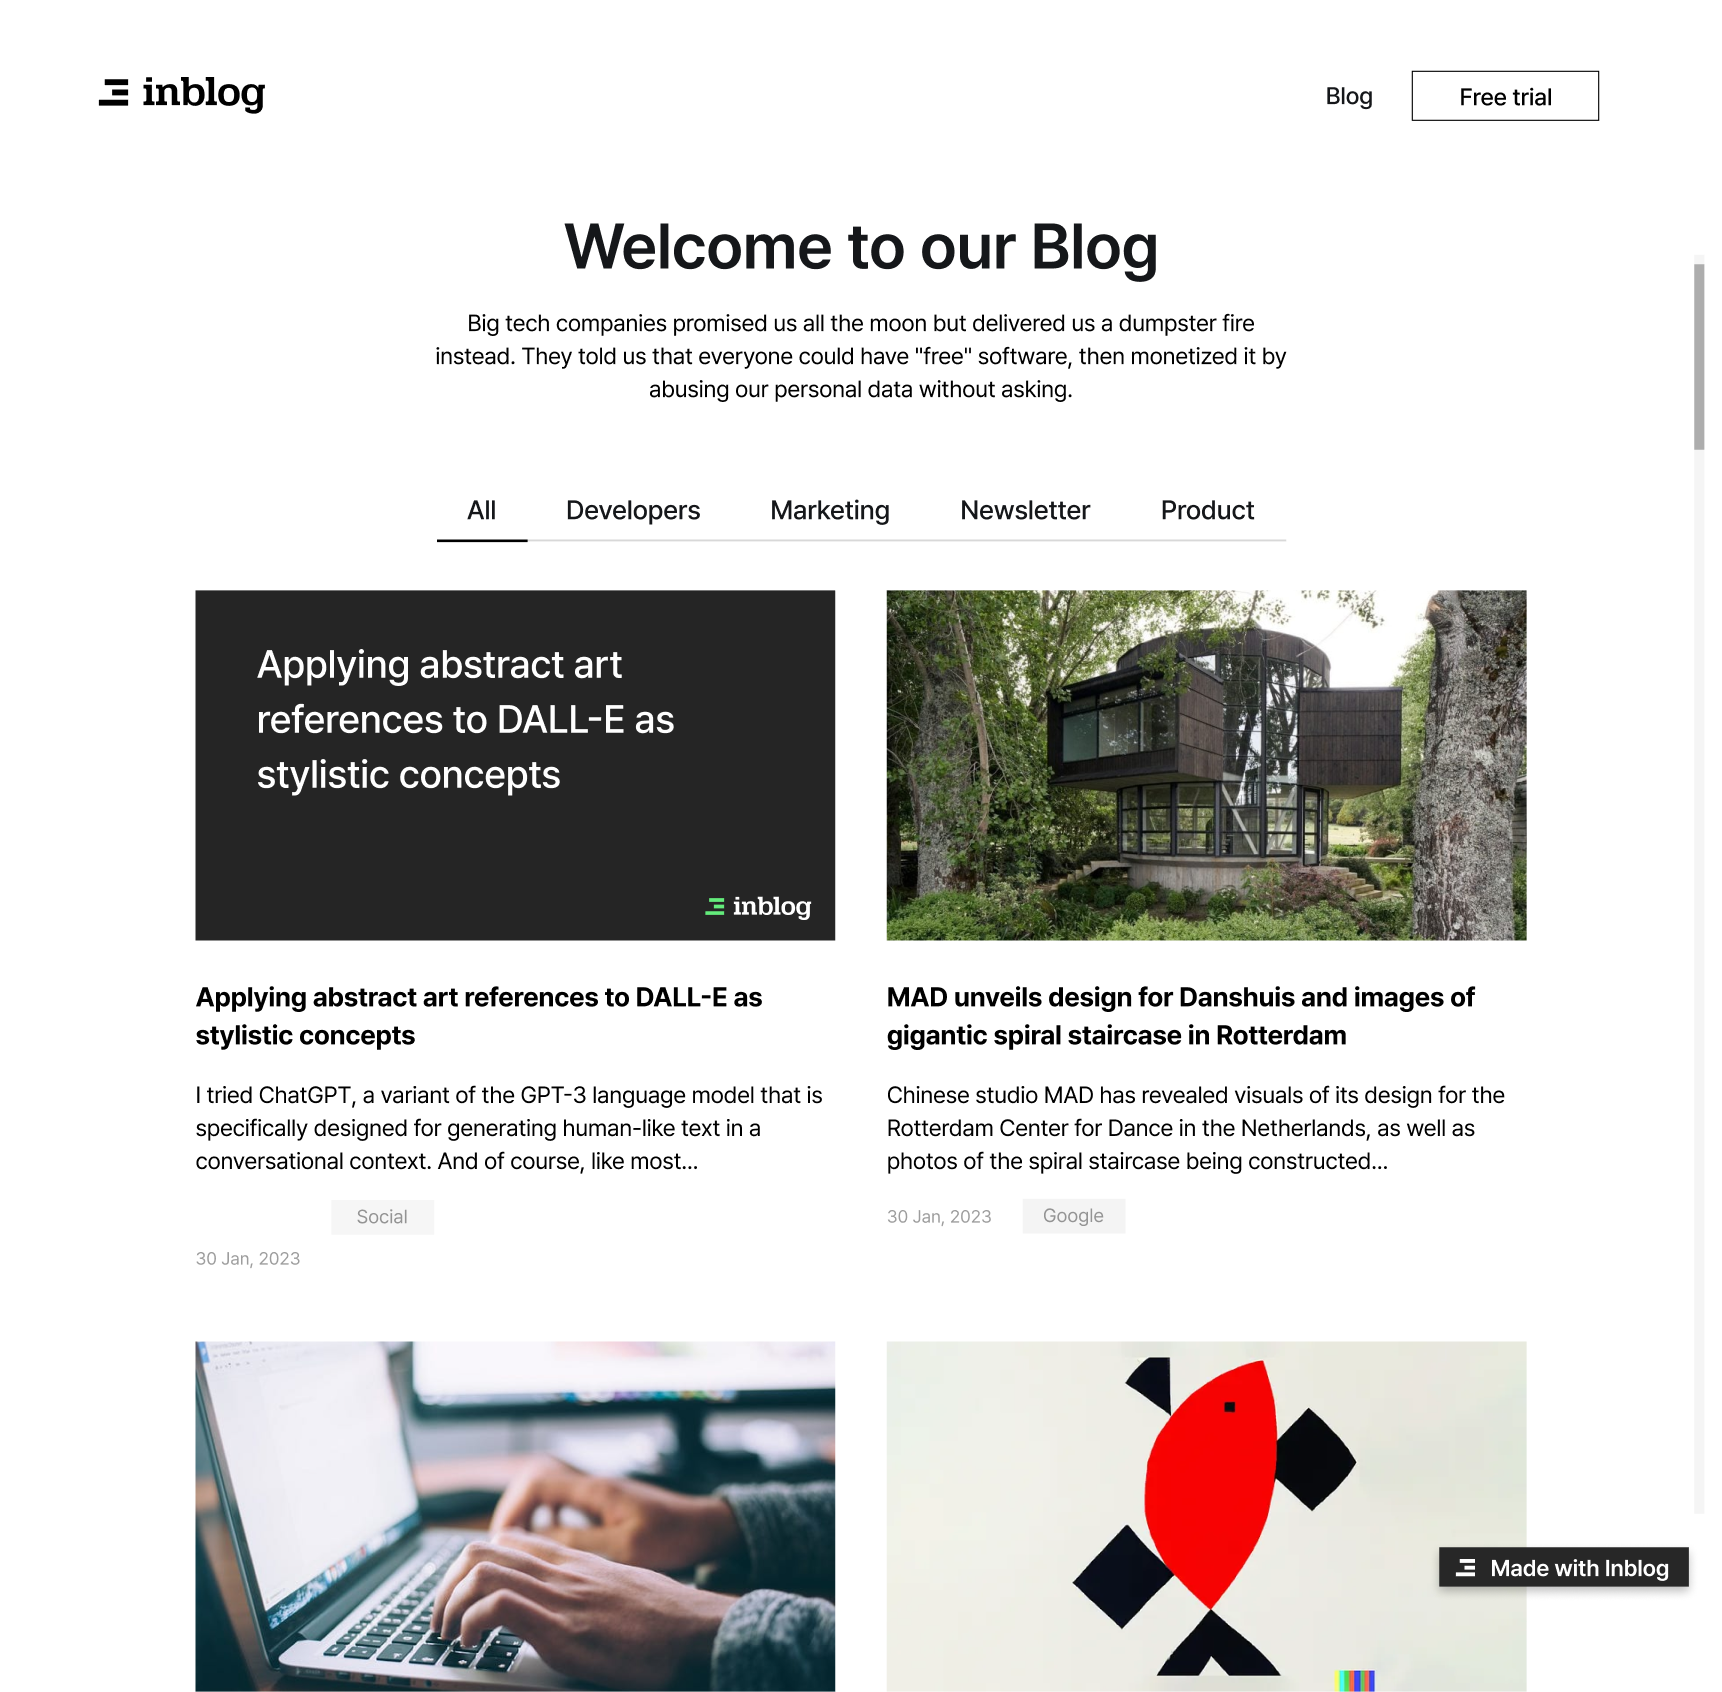 inblog
Blog
Free trial
Welcome to our Blog
Big tech companies promised us all the moon but delivered us a dumpster fire
instead. They told us that everyone could have "free" software, then monetized it by
abusing our personal data without asking.
All
Developers
Marketing
Newsletter
Product
Applying abstract art
references to DALL-E as
stylistic concepts
inblog
Applying abstract art references to DALL-E as
stylistic concepts
I tried ChatGPT, a variant of the GPT-3 language model that is
specifically designed for generating human-like text in a
conversational context. And of course, like most...
Social
30 Jan, 2023
MAD unveils design for Danshuis and images of
gigantic spiral staircase in Rotterdam
Chinese studio MAD has revealed visuals of its design for the
Rotterdam Center for Dance in the Netherlands, as well as
photos of the spiral staircase being constructed...
30 Jan, 2023
Google
Made with Inblog